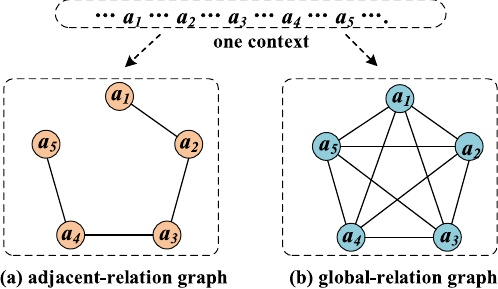 ··· a1 ··· a2 ··· a3 ··· a4 ··· a5 ···.
one context
a1
a5 a2
a4 a3
a1
a5 a2
a4 a3
(a) adjacent-relation graph (b) global-relation graph